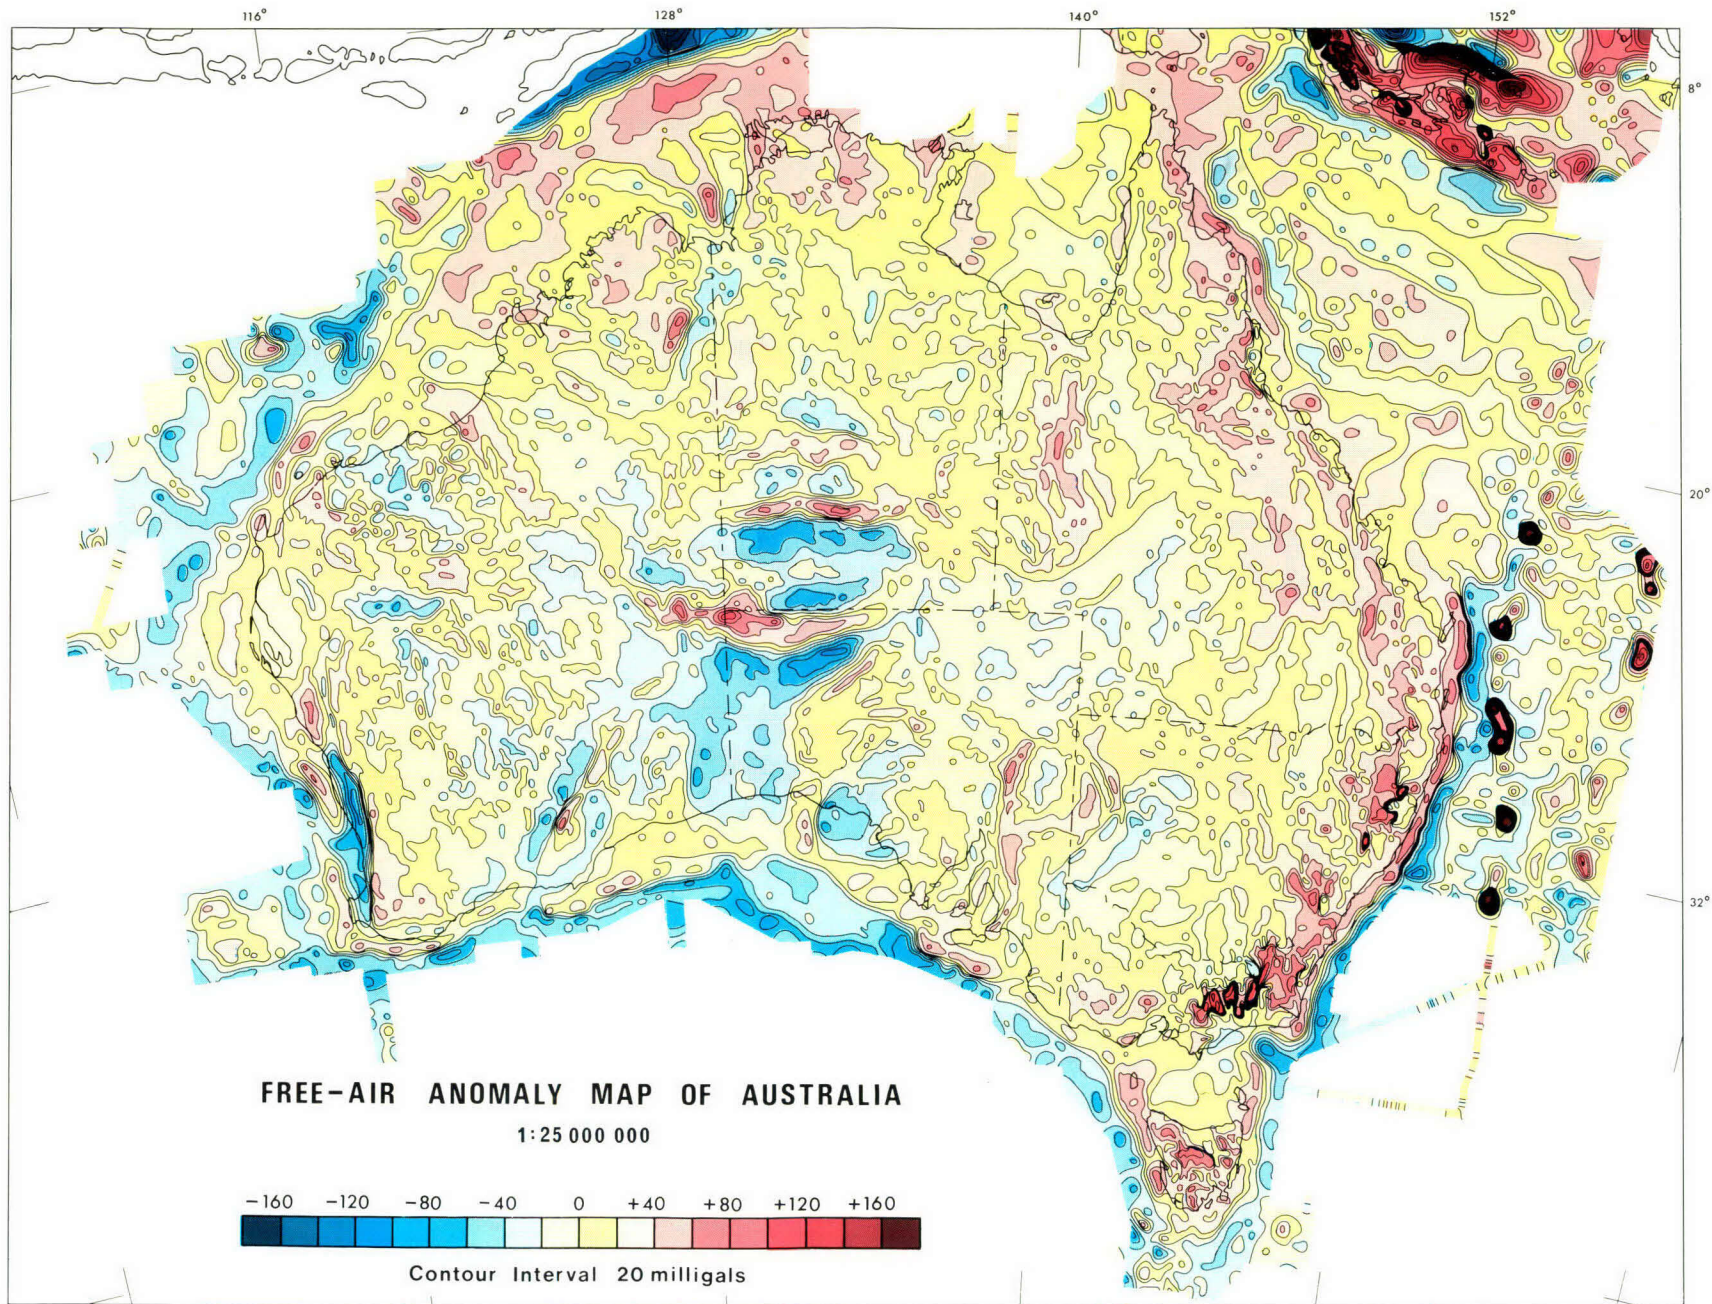 116° 128° 140° 152°
8°
20°
32°
FREE-AIR ANOMALY MAP OF AUSTRALIA
1:25 000 000
-160 -120 -80 -40 0 +40 +80 +120 +160
Contour Interval 20 milligals